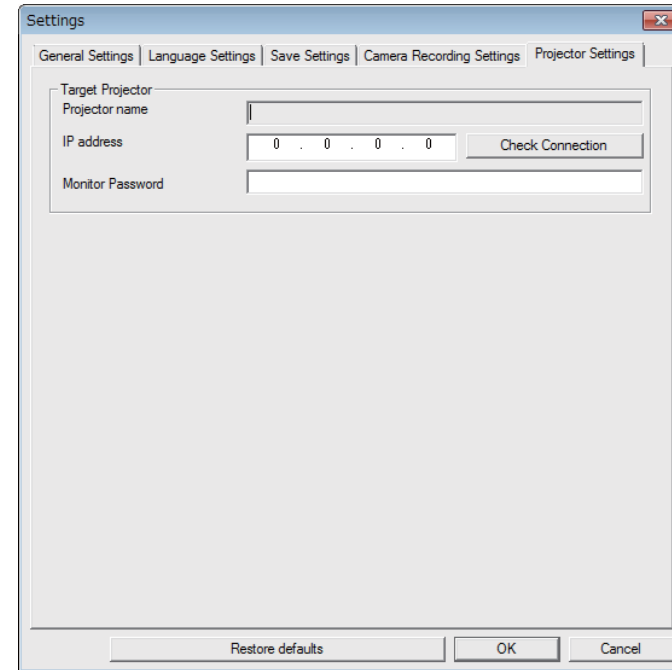 Settings
General Settings Language Settings Save Settings Camera Recording Settings Projector Settings
Target Projector
Projector name
IP address 0 . 0 . 0 . 0 Check Connection
Monitor Password
Restore defaults OK Cancel